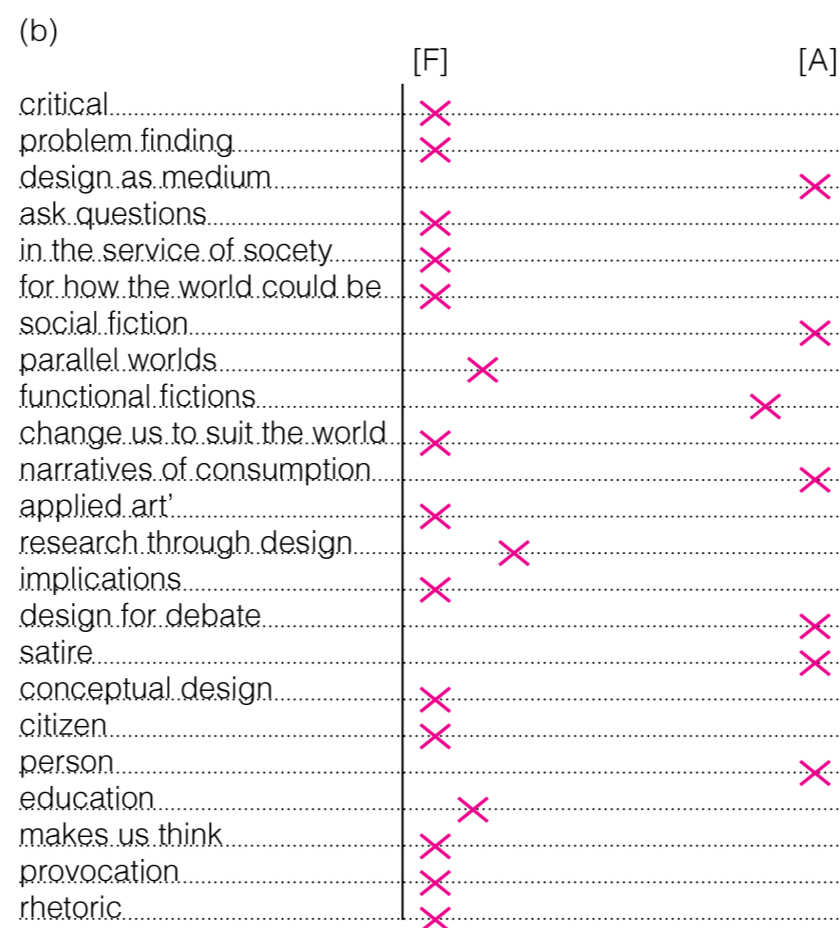 (b)
[F] [A]
critical
problem finding
design as medium
ask questions
in the service of socety
for how the world could be
social fiction
parallel worlds
functional fictions
change us to suit the world
narratives of consumption
applied art'
research through design
implications
design for debate
satire
conceptual design
citizen
person
education
makes us think
provocation
rhetoric